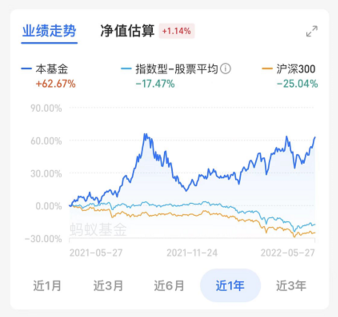 业绩走势 净值估算 +1.14%
本基金 指数型-股票平均 沪深300
+62.67% -17.47% -25.04%
90.00%
60.00%
30.00%
0.00%
-30.00%
蚂蚁基金
2021-05-27 2021-11-24 2022-05-27
近1月 近3月 近6月 近1年 近3年